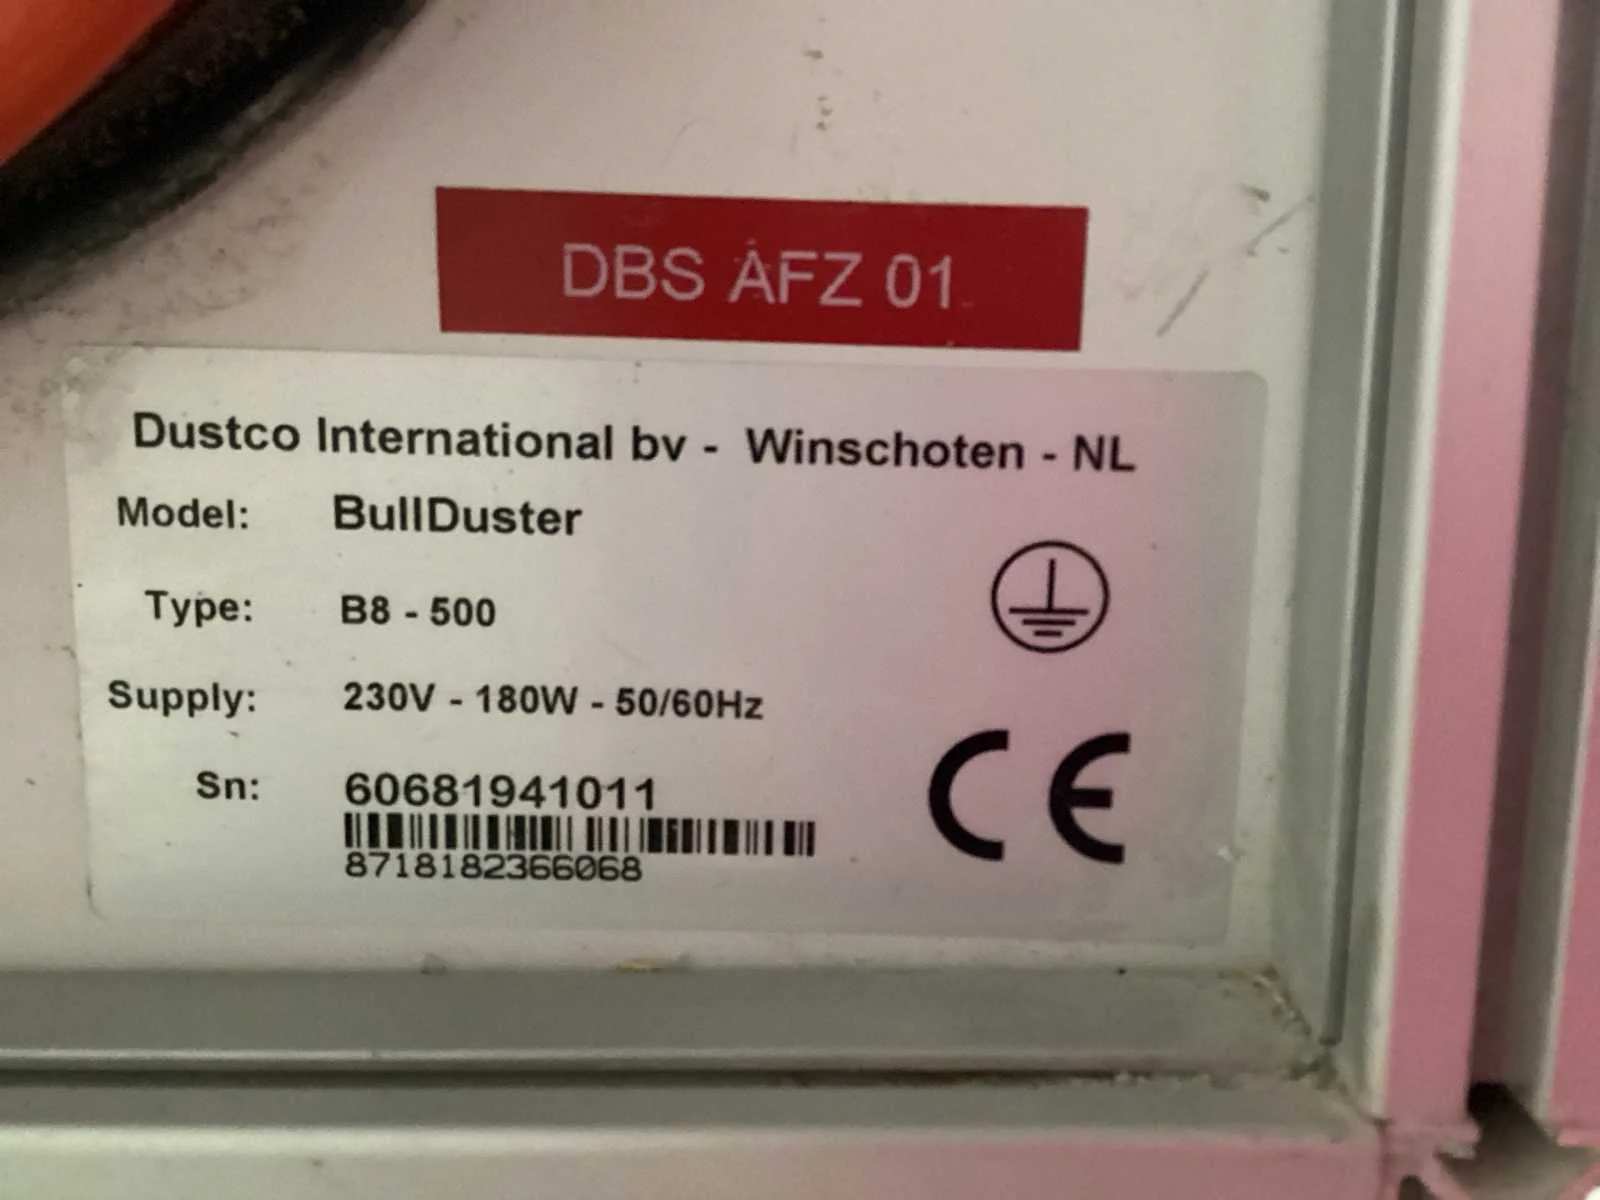 DBS AFZ 01
Dustco International bv - Winschoten - NL
Model: BullDuster
Type: B8 - 500
Supply: 230V - 180W - 50/60Hz
Sn: 60681941011
8718182366068
CE